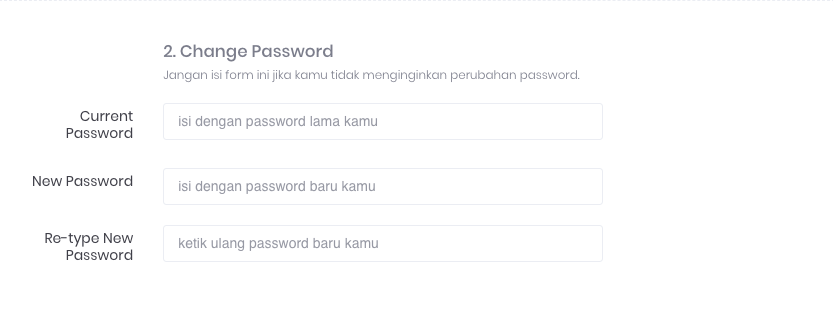 2. Change Password
Jangan isi form ini jika kamu tidak menginginkan perubahan password.
Current
Password
isi dengan password lama kamu
New Password
isi dengan password baru kamu
Re-type New
Password
ketik ulang password baru kamu